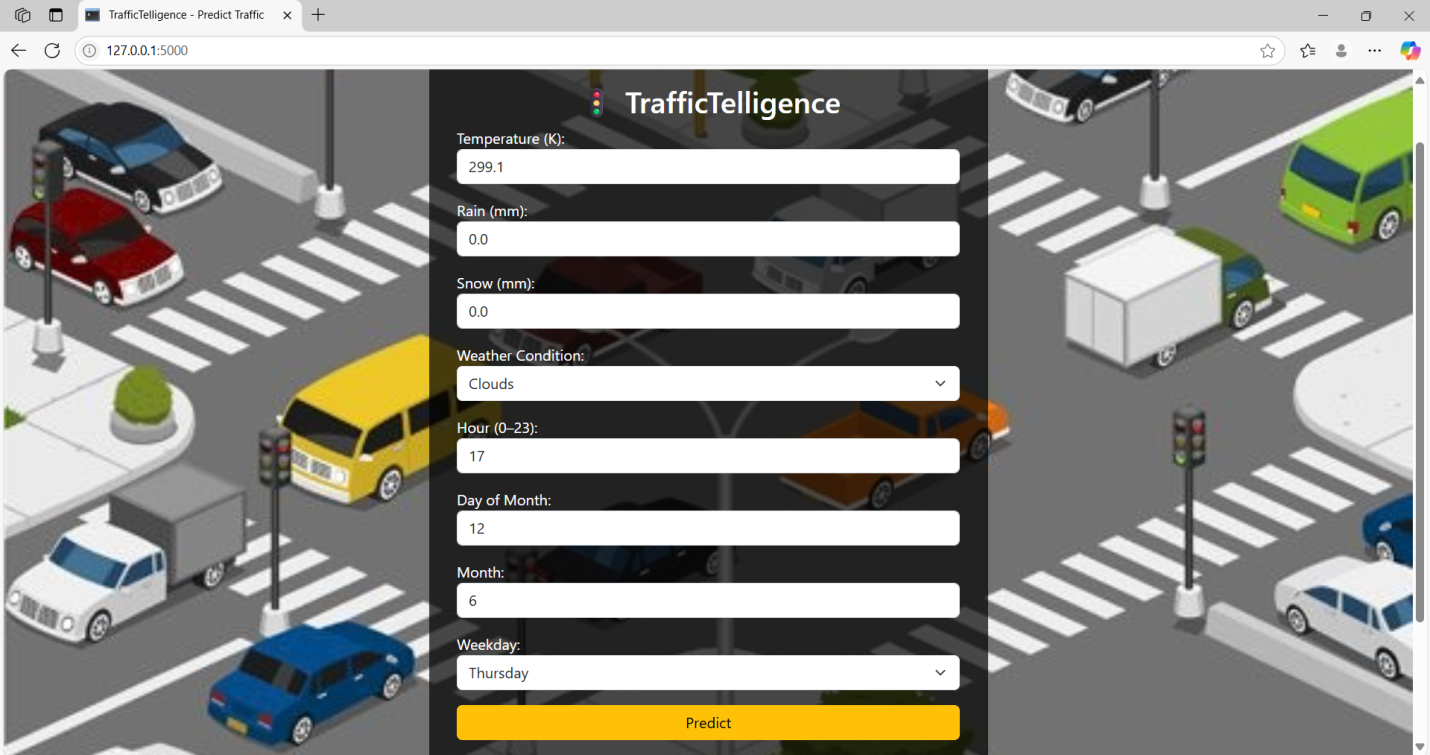 TrafficTelligence - Predict Traffic
127.0.0.1:5000
TrafficTelligence
Temperature (K):
299.1
Rain (mm):
0.0
Snow (mm):
0.0
Weather Condition:
Clouds
Hour (0–23):
17
Day of Month:
12
Month:
6
Weekday:
Thursday
Predict